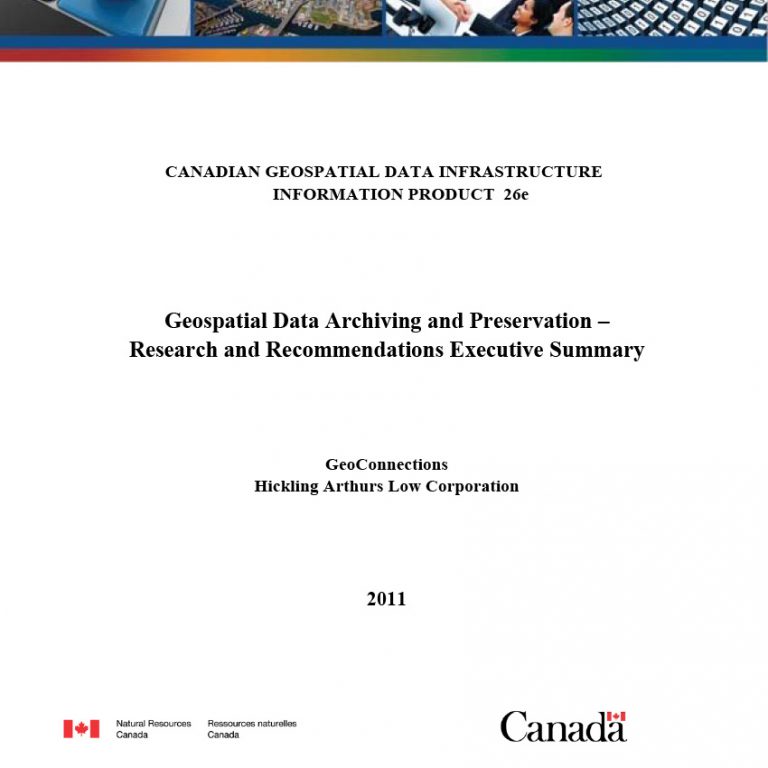 CANADIAN GEOSPATIAL DATA INFRASTRUCTURE
INFORMATION PRODUCT 26e
Geospatial Data Archiving and Preservation –
Research and Recommendations Executive Summary
GeoConnections
Hickling Arthurs Low Corporation
2011
Natural Resources Ressources naturelles
Canada Canada
Canada